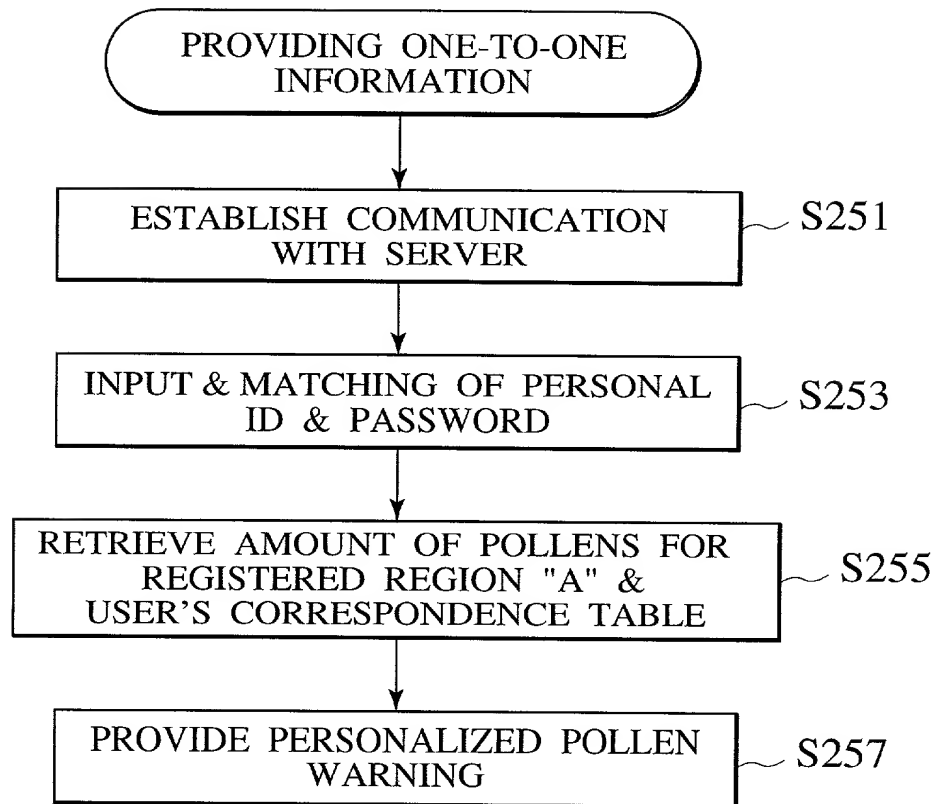 PROVIDING ONE-TO-ONE
INFORMATION
ESTABLISH COMMUNICATION
WITH SERVER
S251
INPUT & MATCHING OF PERSONAL
ID & PASSWORD
S253
RETRIEVE AMOUNT OF POLLENS FOR
REGISTERED REGION "A" &
USER'S CORRESPONDENCE TABLE
S255
PROVIDE PERSONALIZED POLLEN
WARNING
S257